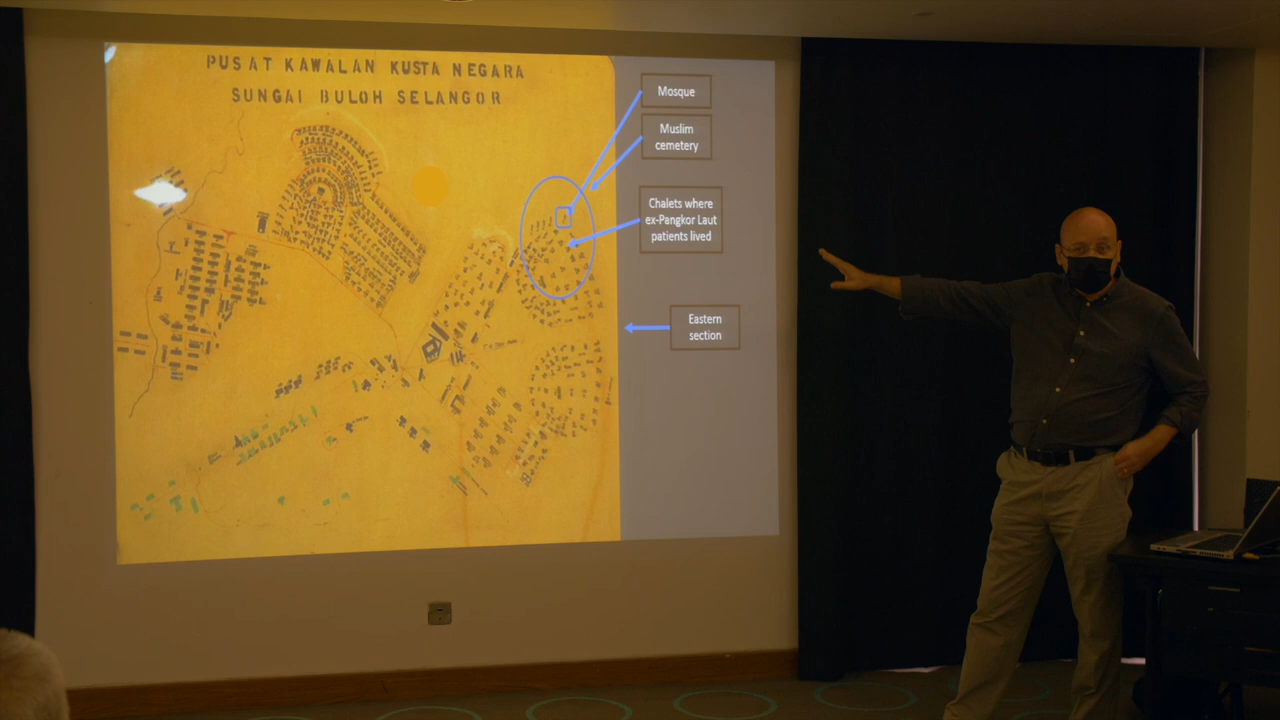 PUSAT KAWALAN KUSTA NEGARA
SUNGAI BULOH SELANGOR
Mosque
Muslim
cemetery
Chalets where
ex-Pangkor Laut
patients lived
Eastern
section